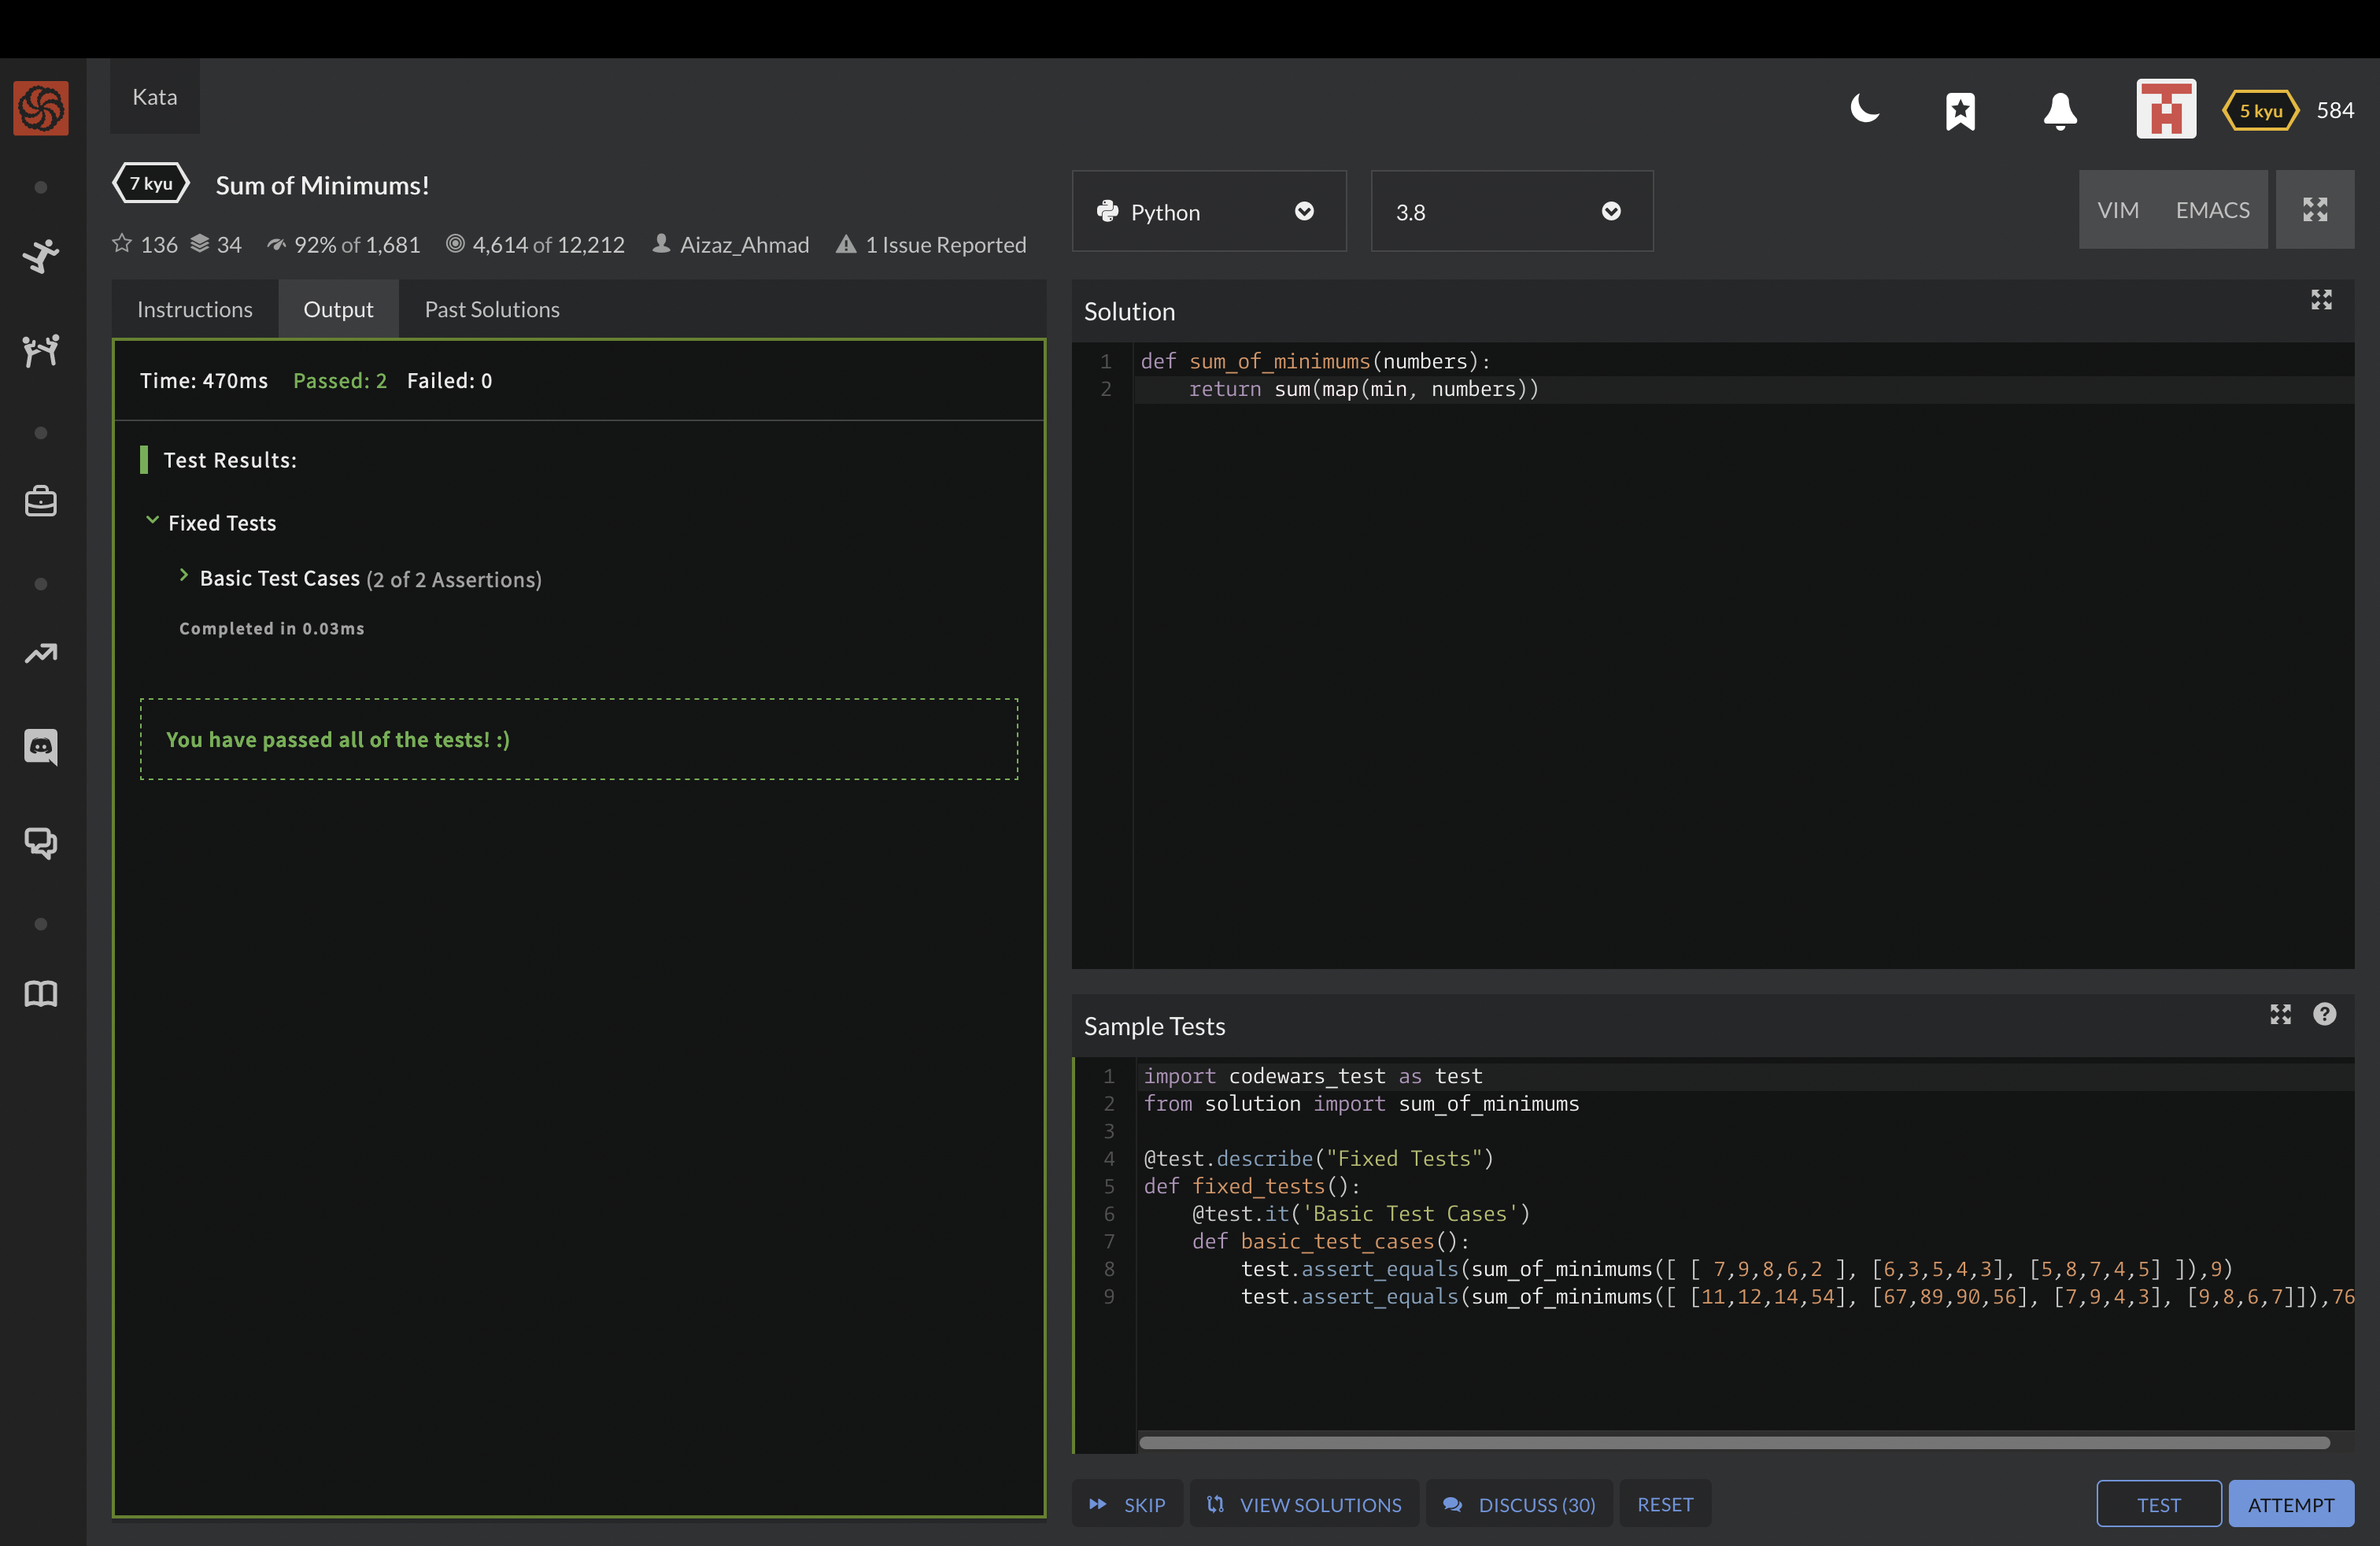 Kata
5 kyu 584
7 kyu Sum of Minimums!
136 34 92% of 1,681 4,614 of 12,212 Aizaz_Ahmad 1 Issue Reported
Python 3.8 VIM EMACS
Instructions Output Past Solutions
Time: 470ms Passed: 2 Failed: 0
Test Results:
Fixed Tests
Basic Test Cases (2 of 2 Assertions)
Completed in 0.03ms
You have passed all of the tests! :)
Solution
1 def sum_of_minimums(numbers):
2     return sum(map(min, numbers))
Sample Tests
1 import codewars_test as test
2 from solution import sum_of_minimums
3
4 @test.describe("Fixed Tests")
5 def fixed_tests():
6     @test.it('Basic Test Cases')
7     def basic_test_cases():
8         test.assert_equals(sum_of_minimums([ [ 7,9,8,6,2 ], [6,3,5,4,3], [5,8,7,4,5] ]),9)
9         test.assert_equals(sum_of_minimums([ [11,12,14,54], [67,89,90,56], [7,9,4,3], [9,8,6,7]]),76
SKIP VIEW SOLUTIONS DISCUSS (30) RESET TEST ATTEMPT